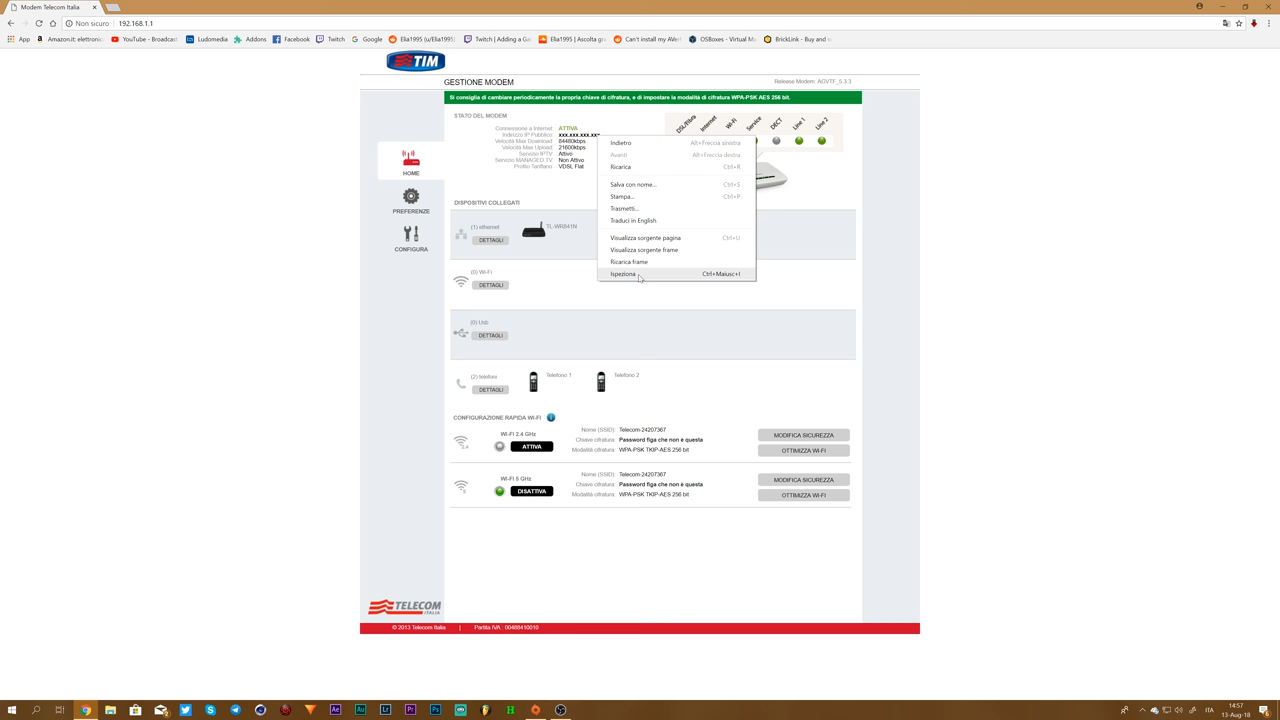 Modem Telecom Italia
Non sicuro 192.168.1.1
App Amazon.it: elettronic YouTube - Broadcast Ludomedia Addons Facebook Twitch Google Elia1995 (u/Elia1995) Twitch | Adding a Ga Elia1995 | Ascolta gr Can't install my AVer OSBoxes - Virtual Ma BrickLink - Buy and s
TIM
GESTIONE MODEM
Release Modem: AGVTF_5.3.3
Si consiglia di cambiare periodicamente la propria chiave di cifratura, e di impostare la modalità di cifratura WPA-PSK AES 256 bit.
STATO DEL MODEM
DSL/Fibra Internet Wi-Fi Service DECT Line 1 Line 2
Connessione a Internet: ATTIVA
Indirizzo IP Pubblico: xxx.xxx.xxx.xxx
Velocità Max Download: 84480kbps
Velocità Max Upload: 21600kbps
Servizio IPTV: Attivo
Servizio MANAGED TV: Non Attivo
Profilo Tariffario: VDSL Flat
Indietro Alt+Freccia sinistra
Avanti Alt+Freccia destra
Ricarica Ctrl+R
Salva con nome... Ctrl+S
Stampa... Ctrl+P
Trasmetti...
Traduci in English
Visualizza sorgente pagina Ctrl+U
Visualizza sorgente frame
Ricarica frame
Ispeziona Ctrl+Maiusc+I
HOME
PREFERENZE
CONFIGURA
DISPOSITIVI COLLEGATI
(1) ethernet
DETTAGLI
TL-WR841N
(0) Wi-Fi
DETTAGLI
(0) Usb
DETTAGLI
(2) telefoni
DETTAGLI
Telefono 1
Telefono 2
CONFIGURAZIONE RAPIDA WI-FI
WI-FI 2.4 GHz
2.4
ATTIVA
Nome (SSID): Telecom-24207367
Chiave cifratura: Password figa che non è questa
Modalità cifratura: WPA-PSK TKIP-AES 256 bit
MODIFICA SICUREZZA
OTTIMIZZA WI-FI
WI-FI 5 GHz
5
DISATTIVA
Nome (SSID): Telecom-24207367
Chiave cifratura: Password figa che non è questa
Modalità cifratura: WPA-PSK TKIP-AES 256 bit
MODIFICA SICUREZZA
OTTIMIZZA WI-FI
TELECOM
ITALIA
© 2013 Telecom Italia | Partita IVA : 00488410010
ITA
14:57
13-Aug-18